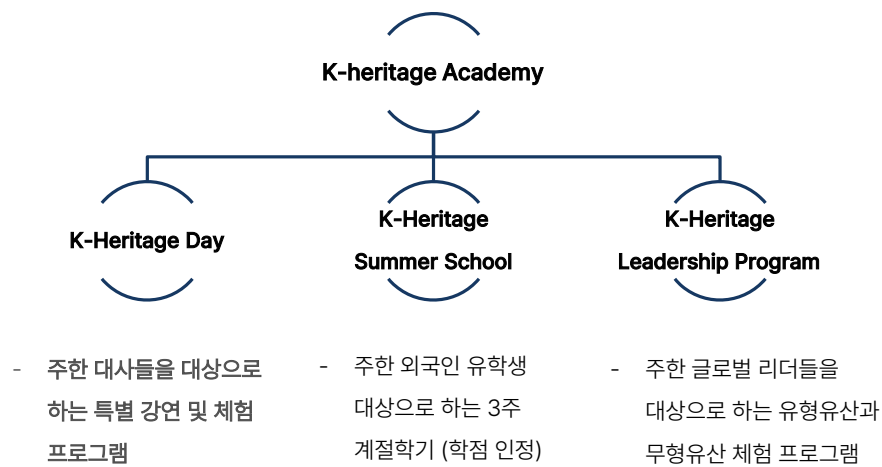 K-heritage Academy
K-Heritage Day
K-Heritage
Summer School
K-Heritage
Leadership Program
- 주한 대사들을 대상으로
하는 특별 강연 및 체험
프로그램
- 주한 외국인 유학생
대상으로 하는 3주
계절학기 (학점 인정)
- 주한 글로벌 리더들을
대상으로 하는 유형유산과
무형유산 체험 프로그램